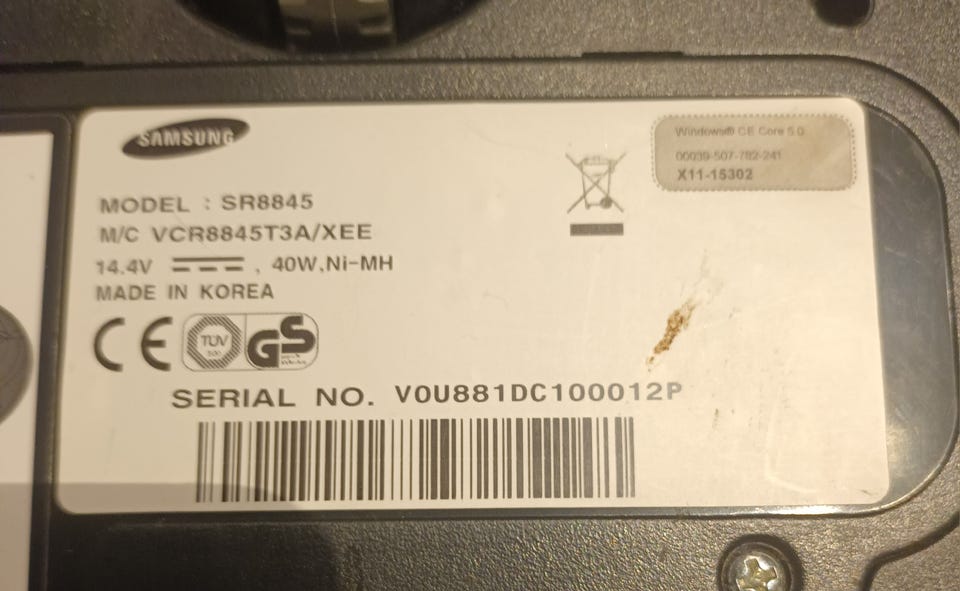 SAMSUNG
Windows® CE Core 5.0
00039-507-782-241
X11-15302
MODEL : SR8845
M/C VCR8845T3A/XEE
14.4V , 40W,Ni-MH
MADE IN KOREA
CE TÜV GS
SERIAL NO. V0U881DC100012P